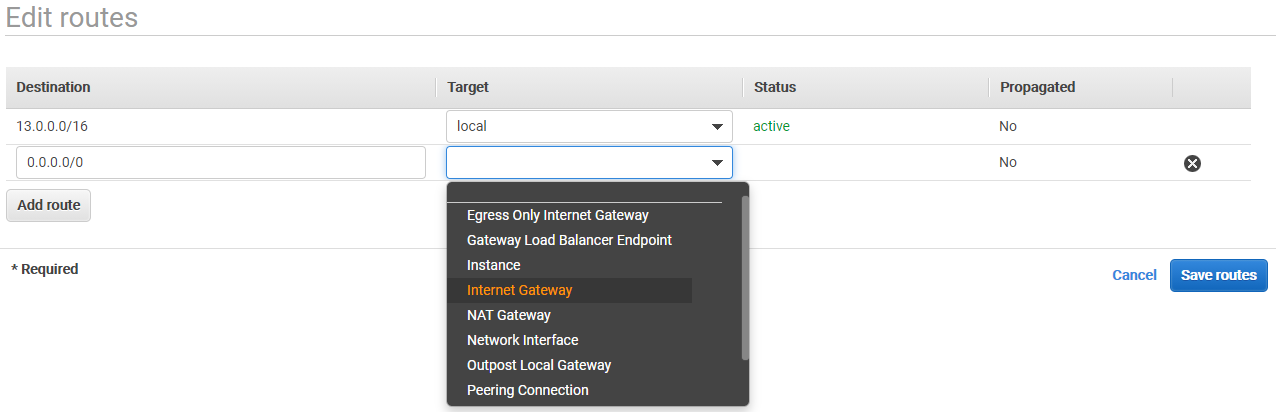 Edit routes
Destination Target Status Propagated
13.0.0.0/16 local active No
0.0.0.0/0 No
Add route
Egress Only Internet Gateway
Gateway Load Balancer Endpoint
Instance
Internet Gateway
NAT Gateway
Network Interface
Outpost Local Gateway
Peering Connection
* Required
Cancel Save routes